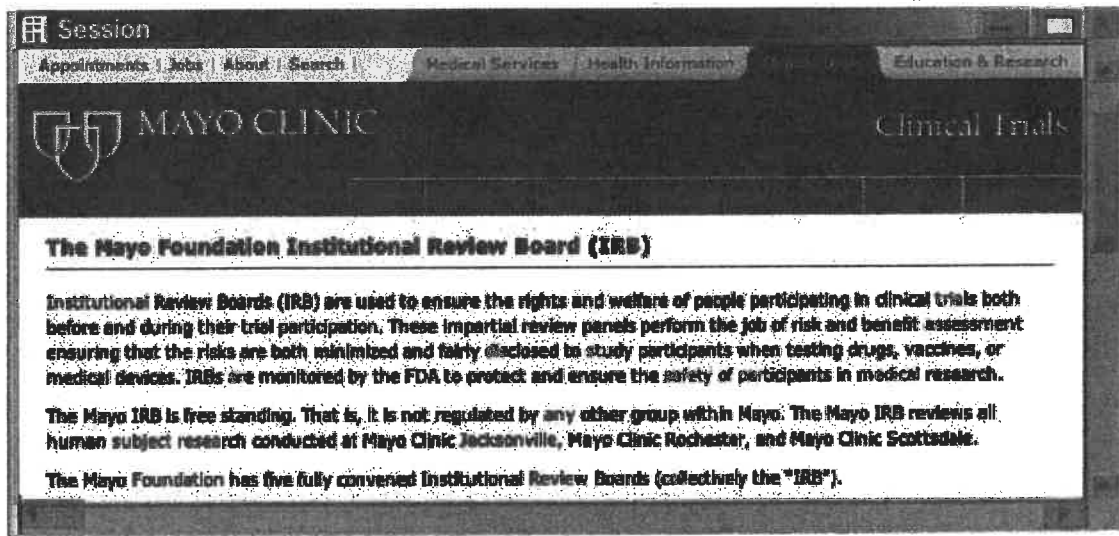 Session
Appointments | Jobs | About | Search |
Medical Services / Health Information
Education & Research
MAYO CLINIC
Clinical Trials
The Mayo Foundation Institutional Review Board (IRB)
Institutional Review Boards (IRB) are used to ensure the rights and welfare of people participating in clinical trials both
before and during their trial participation. These impartial review panels perform the job of risk and benefit assessment
ensuring that the risks are both minimized and fairly disclosed to study participants when testing drugs, vaccines, or
medical devices. IRBs are monitored by the FDA to protect and ensure the safety of participants in medical research.
The Mayo IRB is free standing. That is, it is not regulated by any other group within Mayo. The Mayo IRB reviews all
human subject research conducted at Mayo Clinic Jacksonville, Mayo Clinic Rochester, and Mayo Clinic Scottsdale.
The Mayo Foundation has five fully convened Institutional Review Boards (collectively the "IRB").